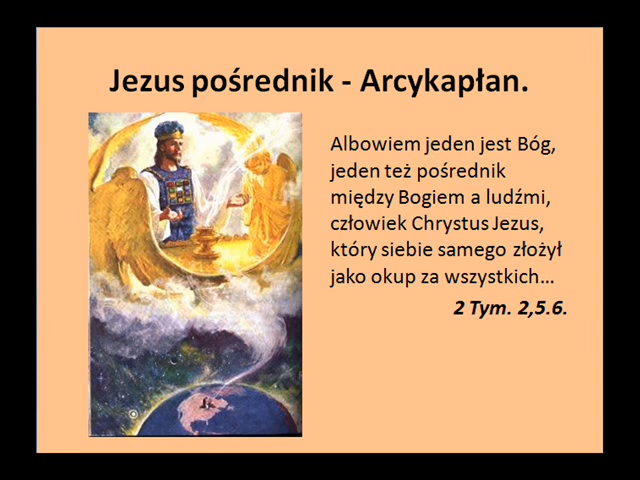 Jezus pośrednik - Arcykapłan.
Albowiem jeden jest Bóg,
jeden też pośrednik
między Bogiem a ludźmi,
człowiek Chrystus Jezus,
który siebie samego złożył
jako okup za wszystkich...
2 Tym. 2,5.6.